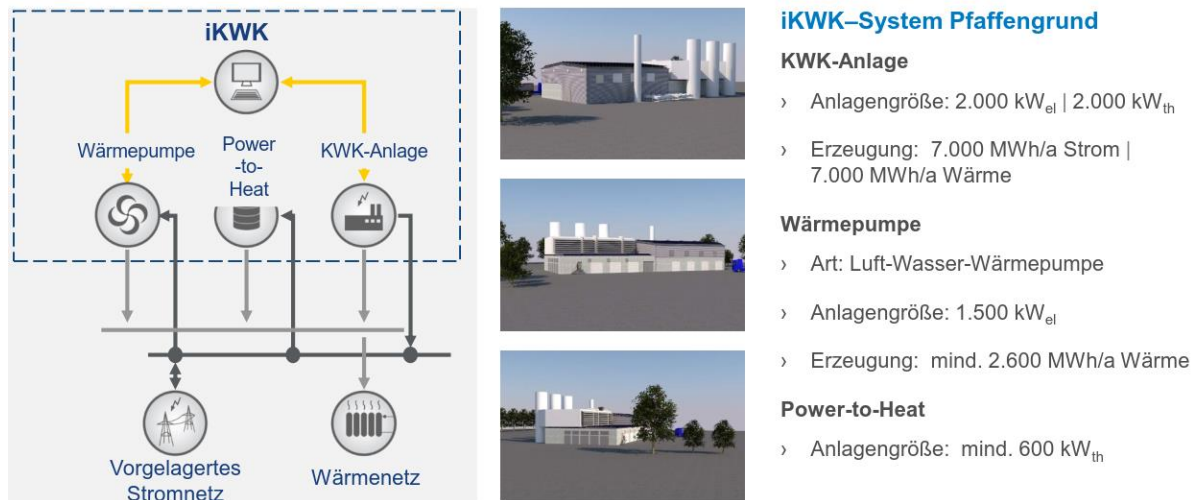 iKWK
Wärmepumpe
Power
-to-
Heat
KWK-Anlage
Vorgelagertes
Stromnetz
Wärmenetz
iKWK–System Pfaffengrund
KWK-Anlage
› Anlagengröße: 2.000 kWel | 2.000 kWth
› Erzeugung: 7.000 MWh/a Strom |
7.000 MWh/a Wärme
Wärmepumpe
› Art: Luft-Wasser-Wärmepumpe
› Anlagengröße: 1.500 kWel
› Erzeugung: mind. 2.600 MWh/a Wärme
Power-to-Heat
› Anlagengröße: mind. 600 kWth